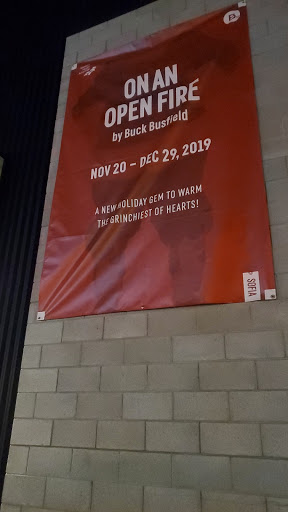 ON AN
OPEN FIRE
by Buck Busfield
NOV 20 – DEC 29, 2019
A NEW HOLIDAY GEM TO WARM
THE GRINCHIEST OF HEARTS!
SOFIA